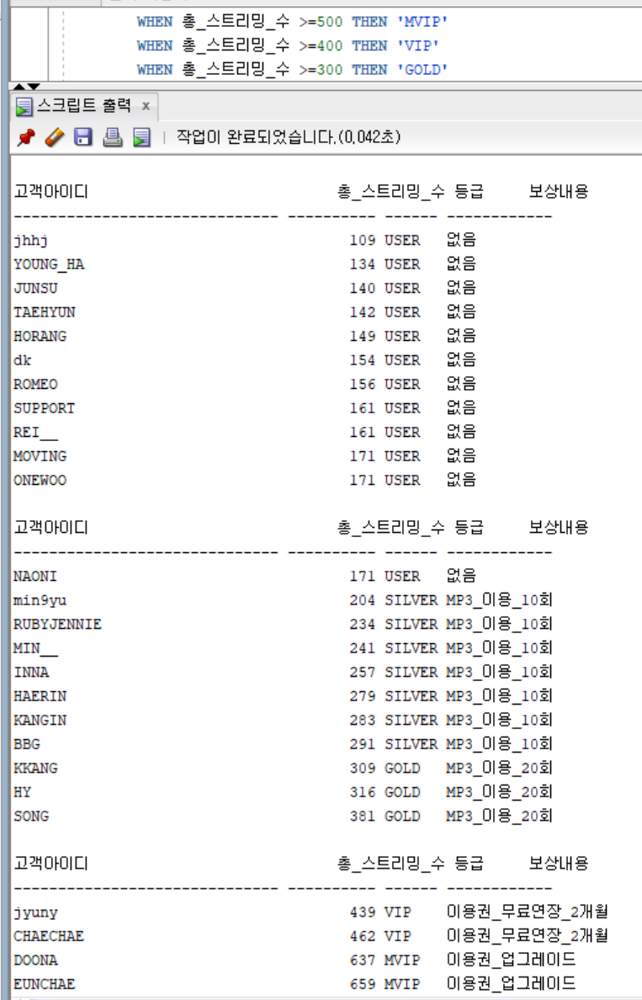 WHEN 총_스트리밍_수 >=500 THEN 'MVIP'
WHEN 총_스트리밍_수 >=400 THEN 'VIP'
WHEN 총_스트리밍_수 >=300 THEN 'GOLD'
스크립트 출력 x
작업이 완료되었습니다.(0,042초)
고객아이디 총_스트리밍_수 등급 보상내용
------------------------------ ---------- ------ ------------
jhhj 109 USER 없음
YOUNG_HA 134 USER 없음
JUNSU 140 USER 없음
TAEHYUN 142 USER 없음
HORANG 149 USER 없음
dk 154 USER 없음
ROMEO 156 USER 없음
SUPPORT 161 USER 없음
REI__ 161 USER 없음
MOVING 171 USER 없음
ONEWOO 171 USER 없음
고객아이디 총_스트리밍_수 등급 보상내용
------------------------------ ---------- ------ ------------
NAONI 171 USER 없음
min9yu 204 SILVER MP3_이용_10회
RUBYJENNIE 234 SILVER MP3_이용_10회
MIN__ 241 SILVER MP3_이용_10회
INNA 257 SILVER MP3_이용_10회
HAERIN 279 SILVER MP3_이용_10회
KANGIN 283 SILVER MP3_이용_10회
BBG 291 SILVER MP3_이용_10회
KKANG 309 GOLD MP3_이용_20회
HY 316 GOLD MP3_이용_20회
SONG 381 GOLD MP3_이용_20회
고객아이디 총_스트리밍_수 등급 보상내용
------------------------------ ---------- ------ ------------
jyuny 439 VIP 이용권_무료연장_2개월
CHAECHAE 462 VIP 이용권_무료연장_2개월
DOONA 637 MVIP 이용권_업그레이드
EUNCHAE 659 MVIP 이용권_업그레이드